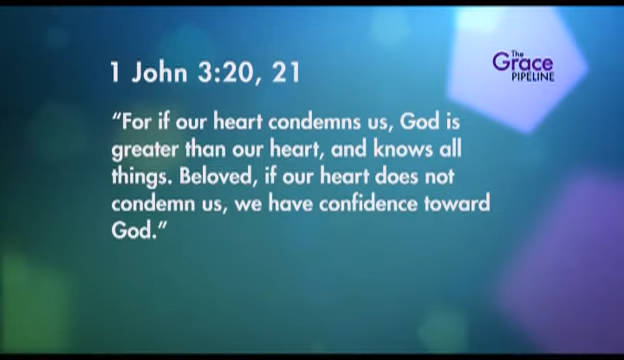 The
Grace
PIPELINE
1 John 3:20, 21
“For if our heart condemns us, God is
greater than our heart, and knows all
things. Beloved, if our heart does not
condemn us, we have confidence toward
God.”